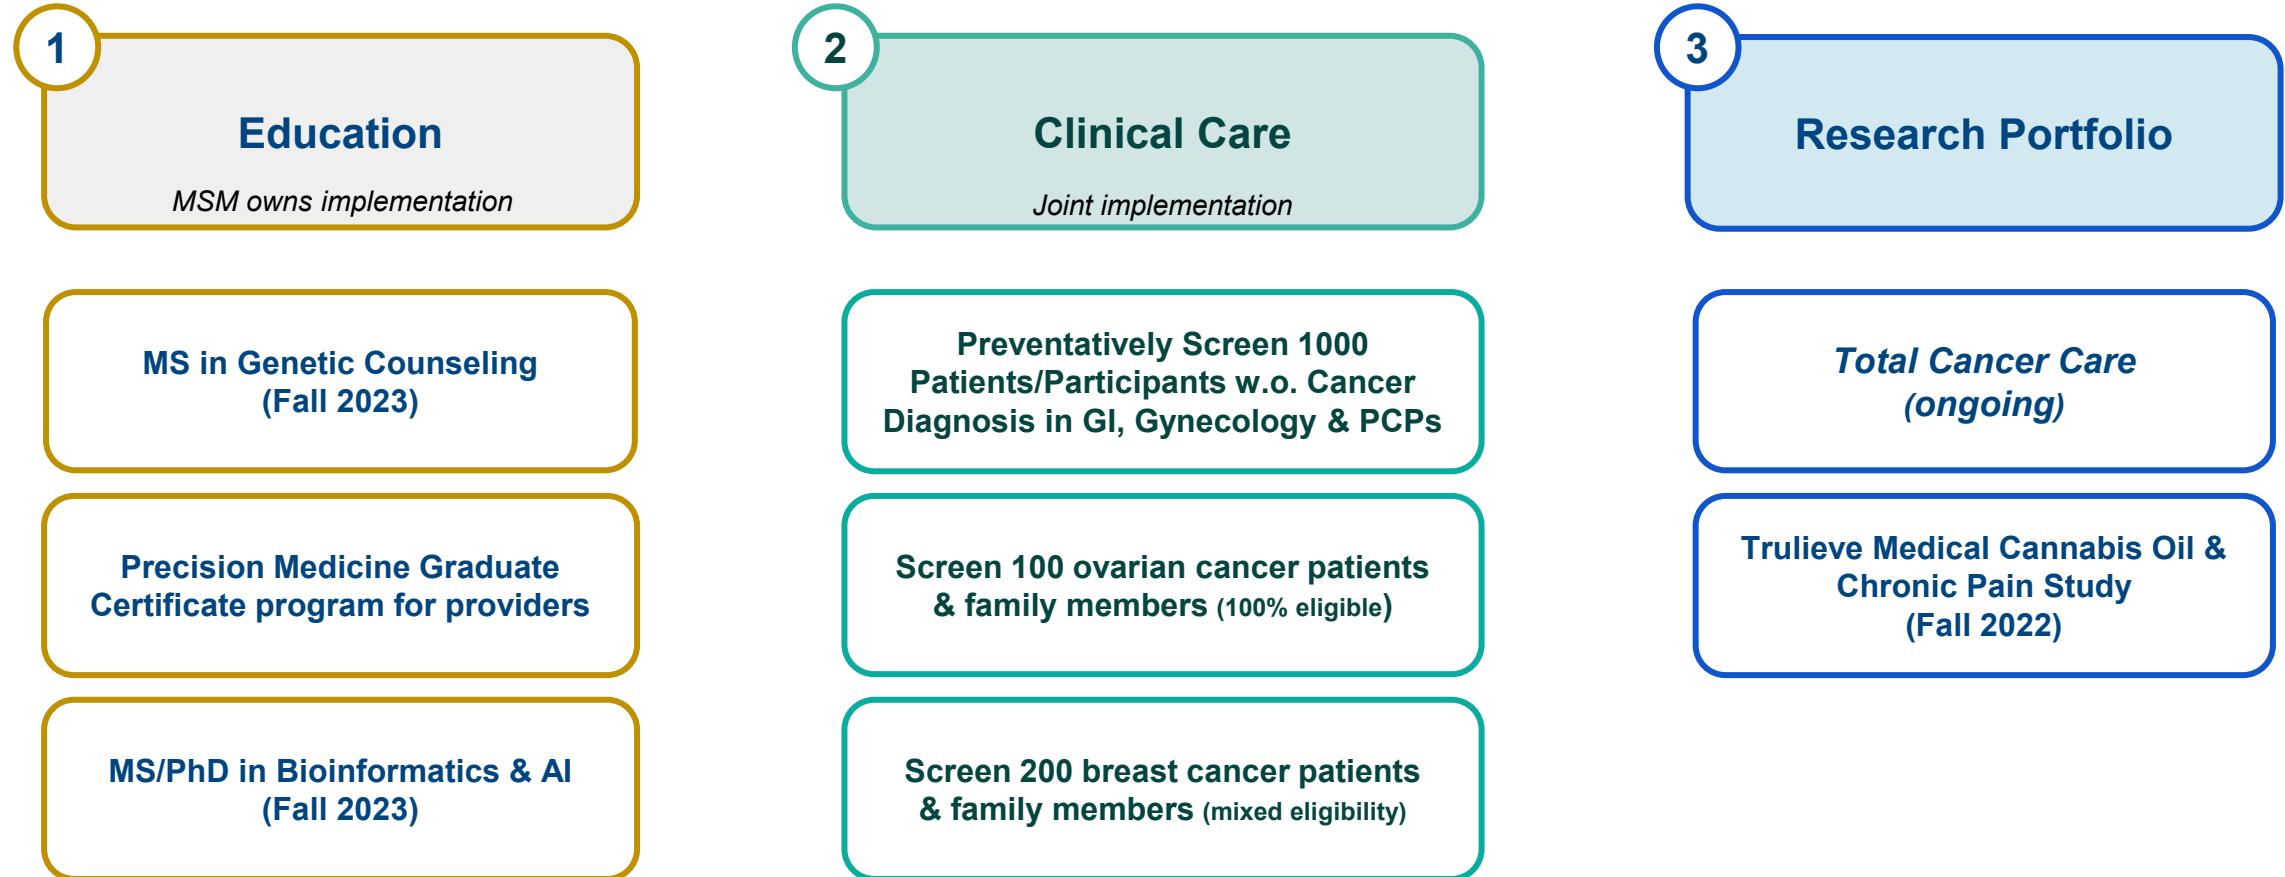 1
Education
MSM owns implementation
MS in Genetic Counseling
(Fall 2023)
Precision Medicine Graduate
Certificate program for providers
MS/PhD in Bioinformatics & AI
(Fall 2023)
2
Clinical Care
Joint implementation
Preventatively Screen 1000
Patients/Participants w.o. Cancer
Diagnosis in GI, Gynecology & PCPs
Screen 100 ovarian cancer patients
& family members (100% eligible)
Screen 200 breast cancer patients
& family members (mixed eligibility)
3
Research Portfolio
Total Cancer Care
(ongoing)
Trulieve Medical Cannabis Oil &
Chronic Pain Study
(Fall 2022)